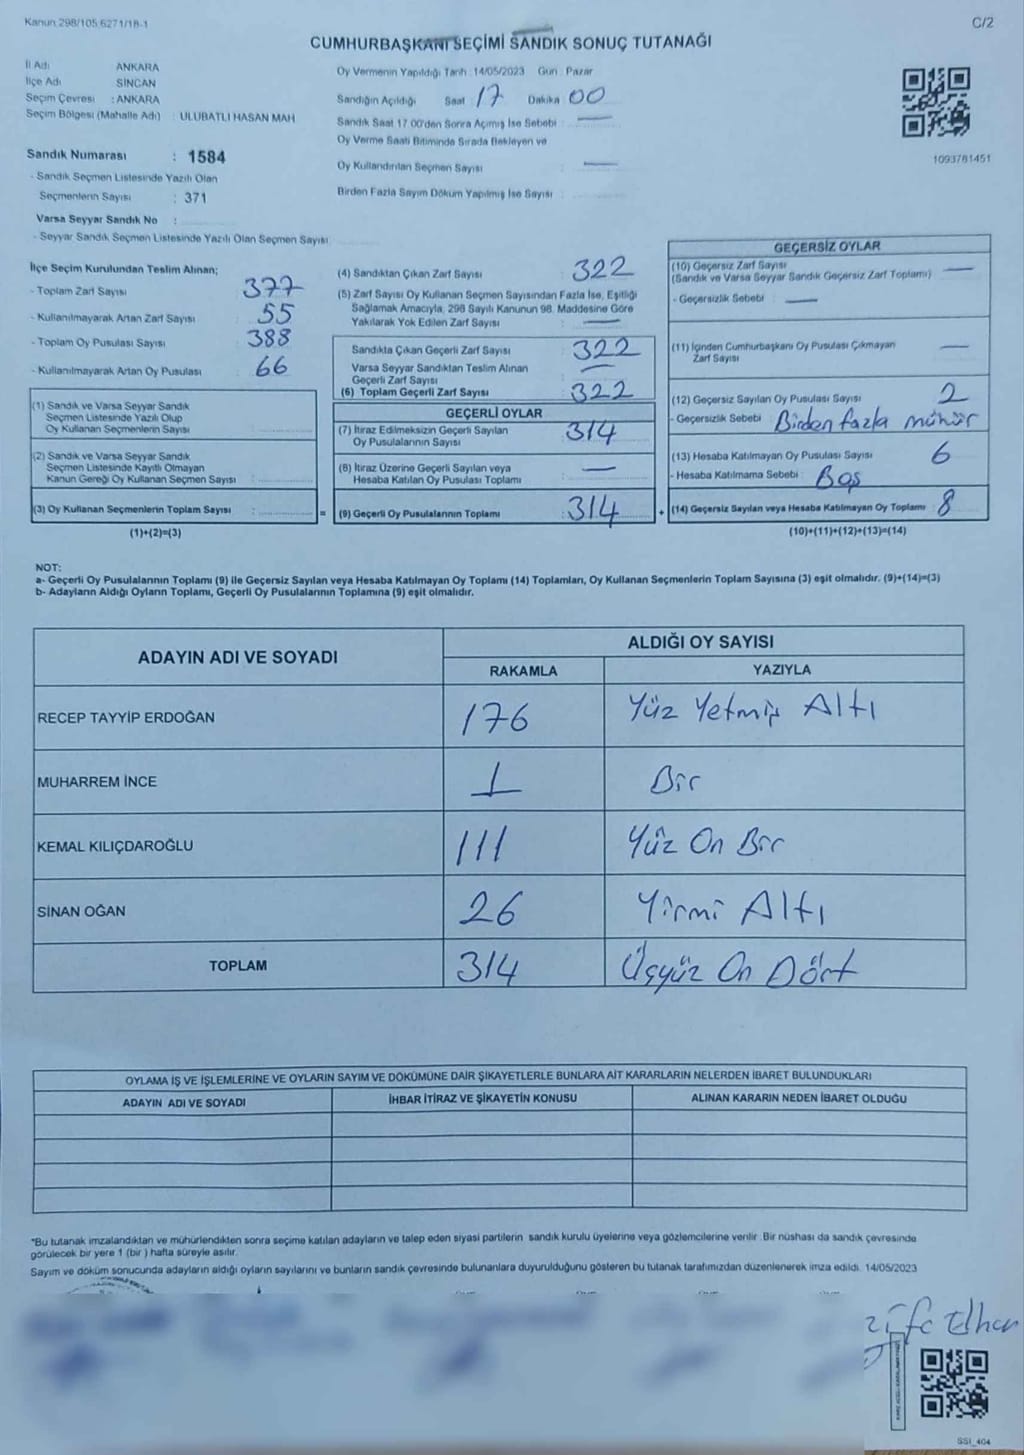 Kanun 298/105,6271/18-1
C/2
CUMHURBAŞKANI SEÇİMİ SANDIK SONUÇ TUTANAĞI
İl Adı : ANKARA
İlçe Adı : SİNCAN
Seçim Çevresi : ANKARA
Seçim Bölgesi (Mahalle Adı) : ULUBATLI HASAN MAH
Sandık Numarası : 1584
- Sandık Seçmen Listesinde Yazılı Olan
Seçmenlerin Sayısı : 371
Varsa Seyyar Sandık No :
- Seyyar Sandık Seçmen Listesinde Yazılı Olan Seçmen Sayısı
Oy Vermenin Yapıldığı Tarih : 14/05/2023 Gün : Pazar
Sandığın Açıldığı Saat 17 Dakika 00
Sandık Saat 17.00'den Sonra Açılmış İse Sebebi :
Oy Verme Saati Bitiminde Sırada Bekleyen ve
Oy Kullandırılan Seçmen Sayısı :
Birden Fazla Sayım Döküm Yapılmış İse Sayısı :
1093781451
İlçe Seçim Kurulundan Teslim Alınan;
- Toplam Zarf Sayısı : 377
- Kullanılmayarak Artan Zarf Sayısı : 55
- Toplam Oy Pusulası Sayısı : 388
- Kullanılmayarak Artan Oy Pusulası : 66
(1) Sandık ve Varsa Seyyar Sandık
Seçmen Listesinde Yazılı Olup
Oy Kullanan Seçmenlerin Sayısı :
(2) Sandık ve Varsa Seyyar Sandık
Seçmen Listesinde Kayıtlı Olmayan
Kanun Gereği Oy Kullanan Seçmen Sayısı :
(3) Oy Kullanan Seçmenlerin Toplam Sayısı : =
(1)+(2)=(3)
(4) Sandıktan Çıkan Zarf Sayısı : 322
(5) Zarf Sayısı Oy Kullanan Seçmen Sayısından Fazla İse, Eşitliği
Sağlamak Amacıyla, 298 Sayılı Kanunun 98. Maddesine Göre
Yakılarak Yok Edilen Zarf Sayısı :
Sandıkta Çıkan Geçerli Zarf Sayısı : 322
Varsa Seyyar Sandıktan Teslim Alınan
Geçerli Zarf Sayısı
(6) Toplam Geçerli Zarf Sayısı : 322
GEÇERLİ OYLAR
(7) İtiraz Edilmeksizin Geçerli Sayılan
Oy Pusulalarının Sayısı : 314
(8) İtiraz Üzerine Geçerli Sayılan veya
Hesaba Katılan Oy Pusulası Toplamı :
(9) Geçerli Oy Pusulalarının Toplamı : 314 +
GEÇERSİZ OYLAR
(10) Geçersiz Zarf Sayısı
(Sandık ve Varsa Seyyar Sandık Geçersiz Zarf Toplamı) :
- Geçersizlik Sebebi :
(11) İçinden Cumhurbaşkanı Oy Pusulası Çıkmayan
Zarf Sayısı :
(12) Geçersiz Sayılan Oy Pusulası Sayısı : 2
- Geçersizlik Sebebi : Birden fazla mühür
(13) Hesaba Katılmayan Oy Pusulası Sayısı : 6
- Hesaba Katılmama Sebebi : Boş
(14) Geçersiz Sayılan veya Hesaba Katılmayan Oy Toplamı : 8
(10)+(11)+(12)+(13)=(14)
NOT:
a- Geçerli Oy Pusulalarının Toplamı (9) ile Geçersiz Sayılan veya Hesaba Katılmayan Oy Toplamı (14) Toplamları, Oy Kullanan Seçmenlerin Toplam Sayısına (3) eşit olmalıdır. (9)+(14)=(3)
b- Adayların Aldığı Oyların Toplamı, Geçerli Oy Pusulalarının Toplamına (9) eşit olmalıdır.
ADAYIN ADI VE SOYADI
ALDIĞI OY SAYISI
RAKAMLA YAZIYLA
RECEP TAYYİP ERDOĞAN 176 Yüz Yetmiş Altı
MUHARREM İNCE 1 Bir
KEMAL KILIÇDAROĞLU 111 Yüz On Bir
SİNAN OĞAN 26 Yirmi Altı
TOPLAM 314 Üçyüz On Dört
OYLAMA İŞ VE İŞLEMLERİNE VE OYLARIN SAYIM VE DÖKÜMÜNE DAİR ŞİKAYETLERLE BUNLARA AİT KARARLARIN NELERDEN İBARET BULUNDUKLARI
ADAYIN ADI VE SOYADI İHBAR İTİRAZ VE ŞİKAYETİN KONUSU ALINAN KARARIN NEDEN İBARET OLDUĞU
*Bu tutanak imzalandıktan ve mühürlendikten sonra seçime katılan adayların ve talep eden siyasi partilerin sandık kurulu üyelerine veya gözlemcilerine verilir. Bir nüshası da sandık çevresinde
görülecek bir yere 1 (bir ) hafta süreyle asılır.
Sayım ve döküm sonucunda adayların aldığı oyların sayılarını ve bunların sandık çevresinde bulunanlara duyurulduğunu gösteren bu tutanak tarafımızdan düzenlenerek imza edildi. 14/05/2023
SSI_404